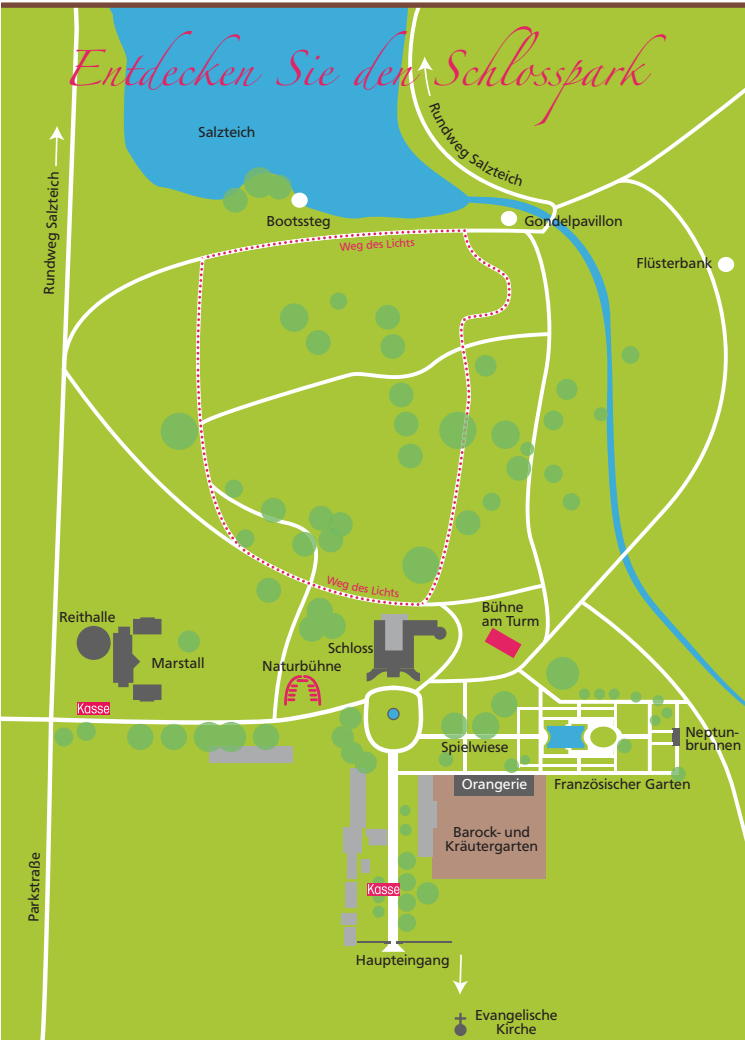 Entdecken Sie den Schlosspark
Salzteich
Rundweg Salzteich
Rundweg Salzteich
Bootssteg
Gondelpavillon
Weg des Lichts
Flüsterbank
Weg des Lichts
Bühne
am Turm
Reithalle
Marstall
Schloss
Naturbühne
Kasse
Spielwiese
Neptun-
brunnen
Orangerie
Französischer Garten
Barock- und
Kräutergarten
Parkstraße
Kasse
Haupteingang
Evangelische
Kirche